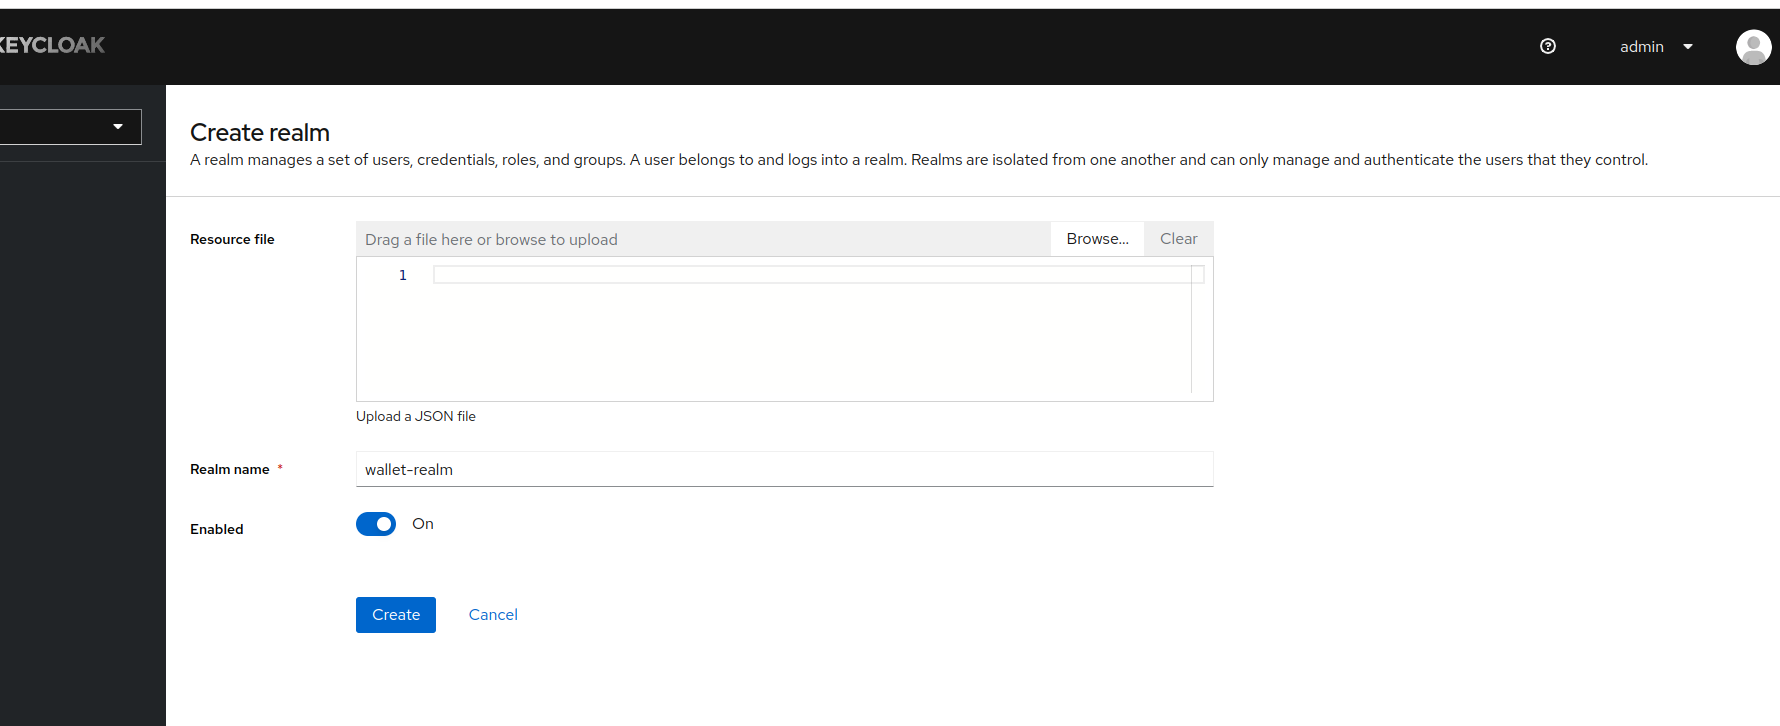 KEYCLOAK
admin
Create realm
A realm manages a set of users, credentials, roles, and groups. A user belongs to and logs into a realm. Realms are isolated from one another and can only manage and authenticate the users that they control.
Resource file
Drag a file here or browse to upload
Browse...
Clear
1
Upload a JSON file
Realm name *
wallet-realm
Enabled
On
Create
Cancel